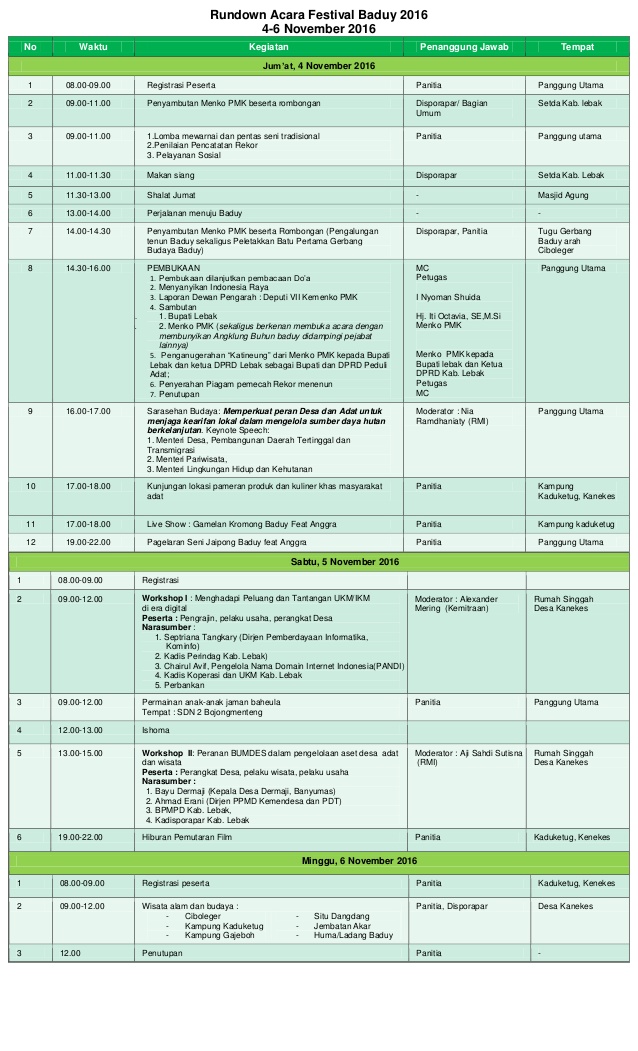 Rundown Acara Festival Baduy 2016
4-6 November 2016
No Waktu Kegiatan Penanggung Jawab Tempat
Jum'at, 4 November 2016
1 08.00-09.00 Registrasi Peserta Panitia Panggung Utama
2 09.00-11.00 Penyambutan Menko PMK beserta rombongan Disporapar/ Bagian Setda Kab. lebak
Umum
3 09.00-11.00 1.Lomba mewarnai dan pentas seni tradisional Panitia Panggung utama
2.Penilaian Pencatatan Rekor
3. Pelayanan Sosial
4 11.00-11.30 Makan siang Disporapar Setda Kab. Lebak
5 11.30-13.00 Shalat Jumat - Masjid Agung
6 13.00-14.00 Perjalanan menuju Baduy - -
7 14.00-14.30 Penyambutan Menko PMK beserta Rombongan (Pengalungan Disporapar, Panitia Tugu Gerbang
tenun Baduy sekaligus Peletakkan Batu Pertama Gerbang Baduy arah
Budaya Baduy) Ciboleger
8 14.30-16.00 PEMBUKAAN MC Panggung Utama
1. Pembukaan dilanjutkan pembacaan Do'a Petugas
2. Menyanyikan Indonesia Raya
3. Laporan Dewan Pengarah : Deputi VII Kemenko PMK I Nyoman Shuida
4. Sambutan
1. Bupati Lebak Hj. Iti Octavia, SE,M.Si
2. Menko PMK (sekaligus berkenan membuka acara dengan Menko PMK
membunyikan Angklung Buhun baduy didampingi pejabat
lainnya)
5. Penganugerahan "Katineung" dari Menko PMK kepada Bupati Menko PMK kepada
Lebak dan ketua DPRD Lebak sebagai Bupati dan DPRD Peduli Bupati lebak dan Ketua
Adat; DPRD Kab. Lebak
6. Penyerahan Piagam pemecah Rekor menenun Petugas
7. Penutupan MC
9 16.00-17.00. Sarasehan Budaya: Memperkuat peran Desa dan Adat untuk Moderator : Nia Panggung Utama
menjaga kearifan lokal dalam mengelola sumber daya hutan Ramdhaniaty (RMI)
berkelanjutan. Keynote Speech:
1. Menteri Desa, Pembangunan Daerah Tertinggal dan
Transmigrasi
2. Menteri Pariwisata,
3. Menteri Lingkungan Hidup dan Kehutanan
10 17.00-18.00 Kunjungan lokasi pameran produk dan kuliner khas masyarakat Panitia Kampung
adat Kaduketug, Kanekes
11 17.00-18.00 Live Show : Gamelan Kromong Baduy Feat Anggra Panitia Kampung kaduketug
12 19.00-22.00 Pagelaran Seni Jaipong Baduy feat Anggra Panitia Panggung Utama
Sabtu, 5 November 2016
1 08.00-09.00 Registrasi
2 09.00-12.00 Workshop I : Menghadapi Peluang dan Tantangan UKM/IKM Moderator : Alexander Rumah Singgah
di era digital Mering (Kemitraan) Desa Kanekes
Peserta : Pengrajin, pelaku usaha, perangkat Desa
Narasumber :
1. Septriana Tangkary (Dirjen Pemberdayaan Informatika,
Kominfo)
2. Kadis Perindag Kab. Lebak)
3. Chairul Avif, Pengelola Nama Domain Internet Indonesia(PANDI)
4. Kadis Koperasi dan UKM Kab. Lebak
5. Perbankan
3 09.00-12.00 Permainan anak-anak jaman baheula Panitia Panggung Utama
Tempat : SDN 2 Bojongmenteng
4 12.00-13.00 Ishoma
5 13.00-15.00 Workshop II: Peranan BUMDES dalam pengelolaan aset desa adat Moderator : Aji Sahdi Sutisna Rumah Singgah
dan wisata (RMI) Desa Kanekes
Peserta : Perangkat Desa, pelaku wisata, pelaku usaha
Narasumber :
1. Bayu Dermaji (Kepala Desa Dermaji, Banyumas)
2. Ahmad Erani (Dirjen PPMD Kemendesa dan PDT)
3. BPMPD Kab. Lebak,
4. Kadisporapar Kab. Lebak
6 19.00-22.00 Hiburan Pemutaran Film Panitia Kaduketug, Kenekes
Minggu, 6 November 2016
1 08.00-09.00 Registrasi peserta Panitia Kaduketug, Kenekes
2 09.00-12.00 Wisata alam dan budaya : Panitia, Disporapar Desa Kanekes
- Ciboleger - Situ Dangdang
- Kampung Kaduketug - Jembatan Akar
- Kampung Gajeboh - Huma/Ladang Baduy
3 12.00 Penutupan Panitia -